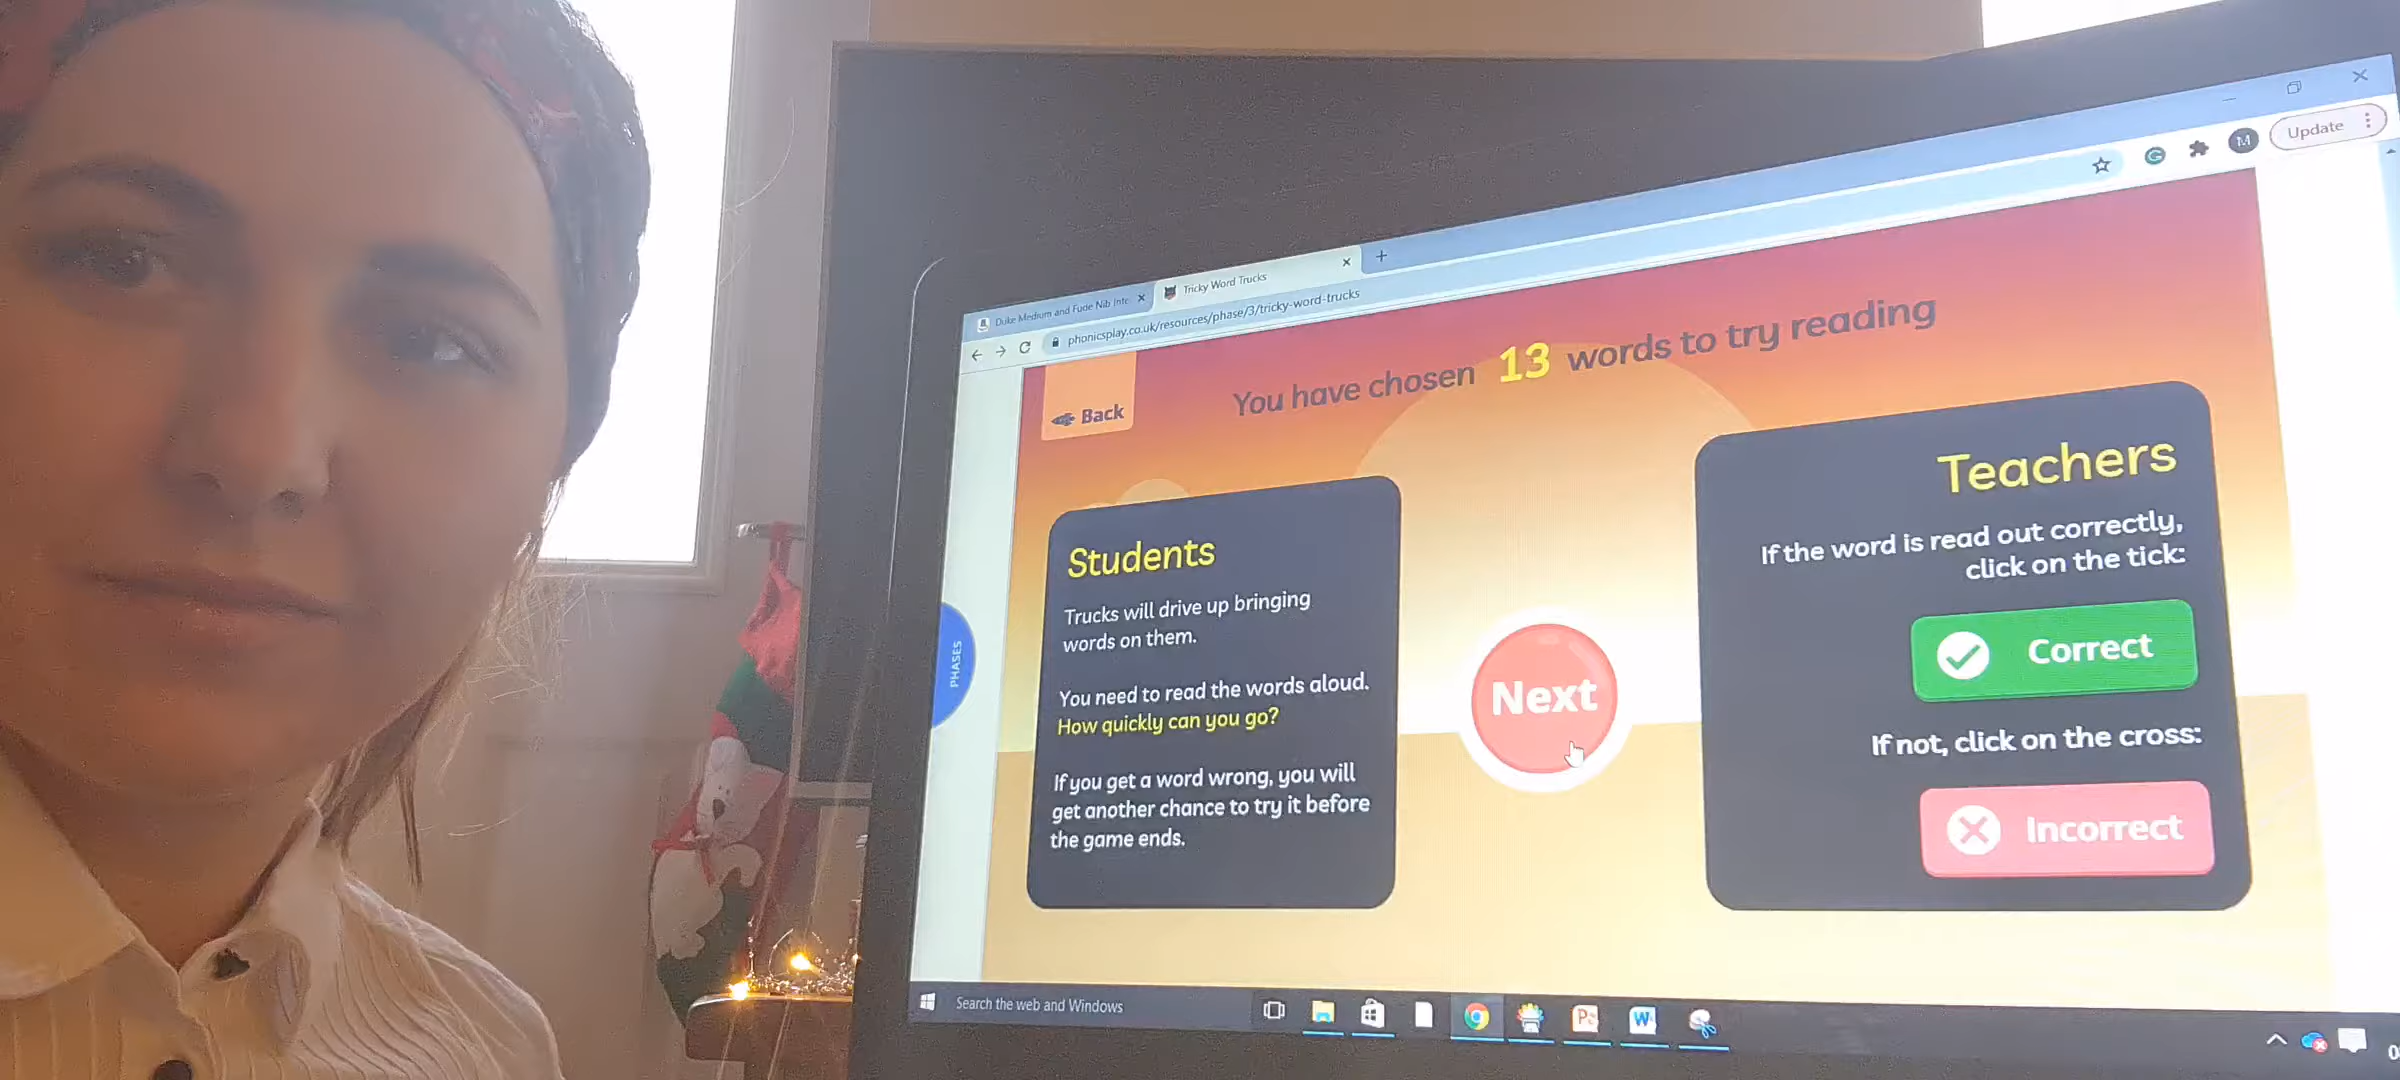 Duke Medium and Fude Nib Inte
Tricky Word Trucks
phonicsplay.co.uk/resources/phase/3/tricky-word-trucks
M
Update
Back
You have chosen 13 words to try reading
PHASES
Students
Trucks will drive up bringing
words on them.
You need to read the words aloud.
How quickly can you go?
If you get a word wrong, you will
get another chance to try it before
the game ends.
Next
Teachers
If the word is read out correctly,
click on the tick:
Correct
If not, click on the cross:
Incorrect
Search the web and Windows